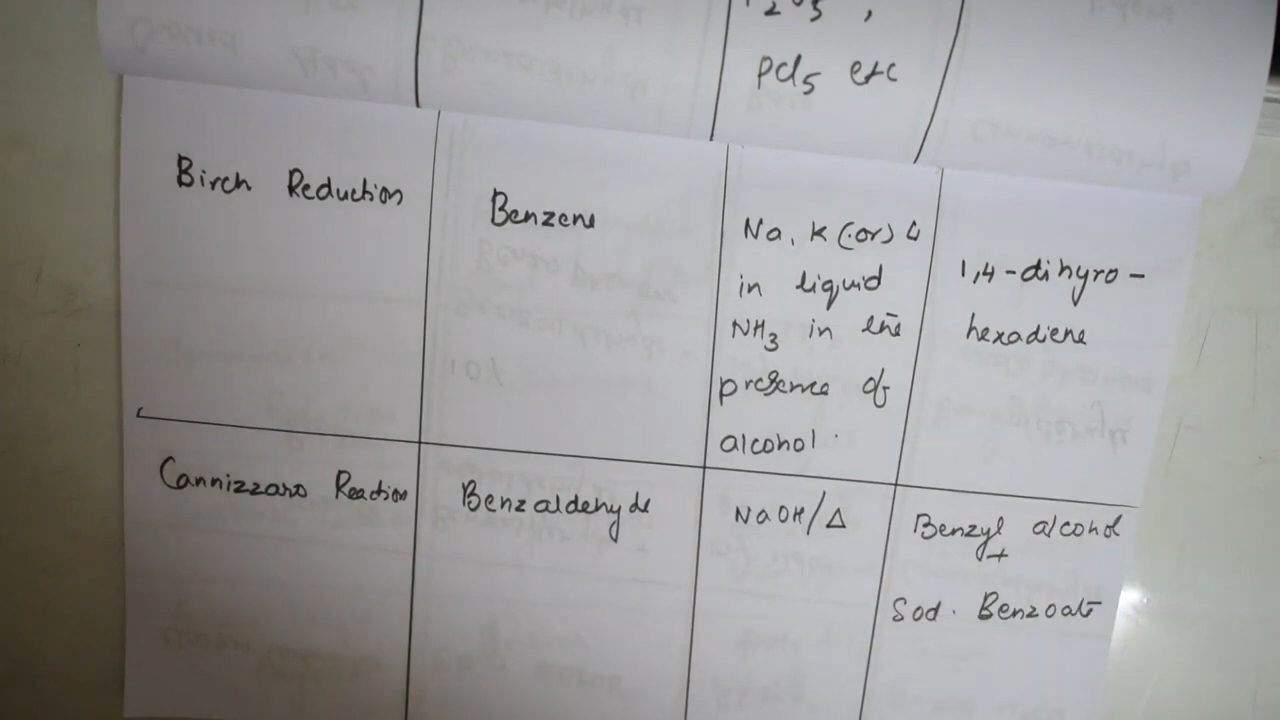 P2O5 ,
PCl5 etc
Birch Reduction
Benzene
Na, K (or) Li
in liquid
NH3 in the
presence of
alcohol.
1,4-dihyro-
hexadiene
Cannizzaro Reaction
Benzaldehyde
NaOH/Δ
Benzyl alcohol
+
Sod. Benzoate